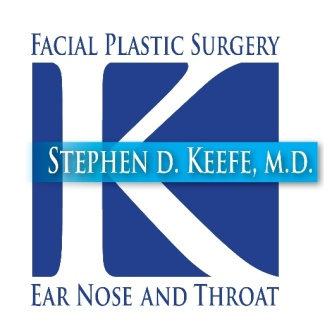 FACIAL PLASTIC SURGERY
K
STEPHEN D. KEEFE, M.D.
EAR NOSE AND THROAT